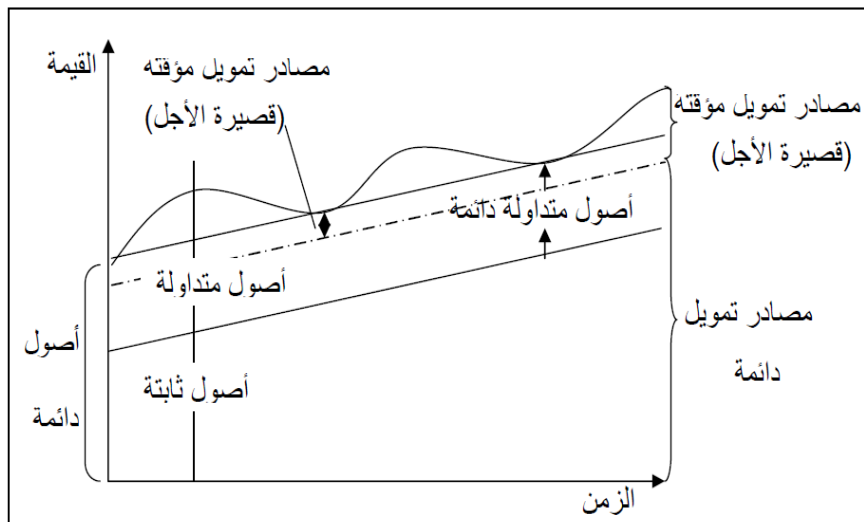 القيمة
مصادر تمويل مؤقته
(قصيرة الأجل)
مصادر تمويل مؤقتة
(قصيرة الأجل)
أصول متداولة دائمة
أصول متداولة
أصول
دائمة
مصادر تمويل
دائمة
أصول ثابتة
الزمن